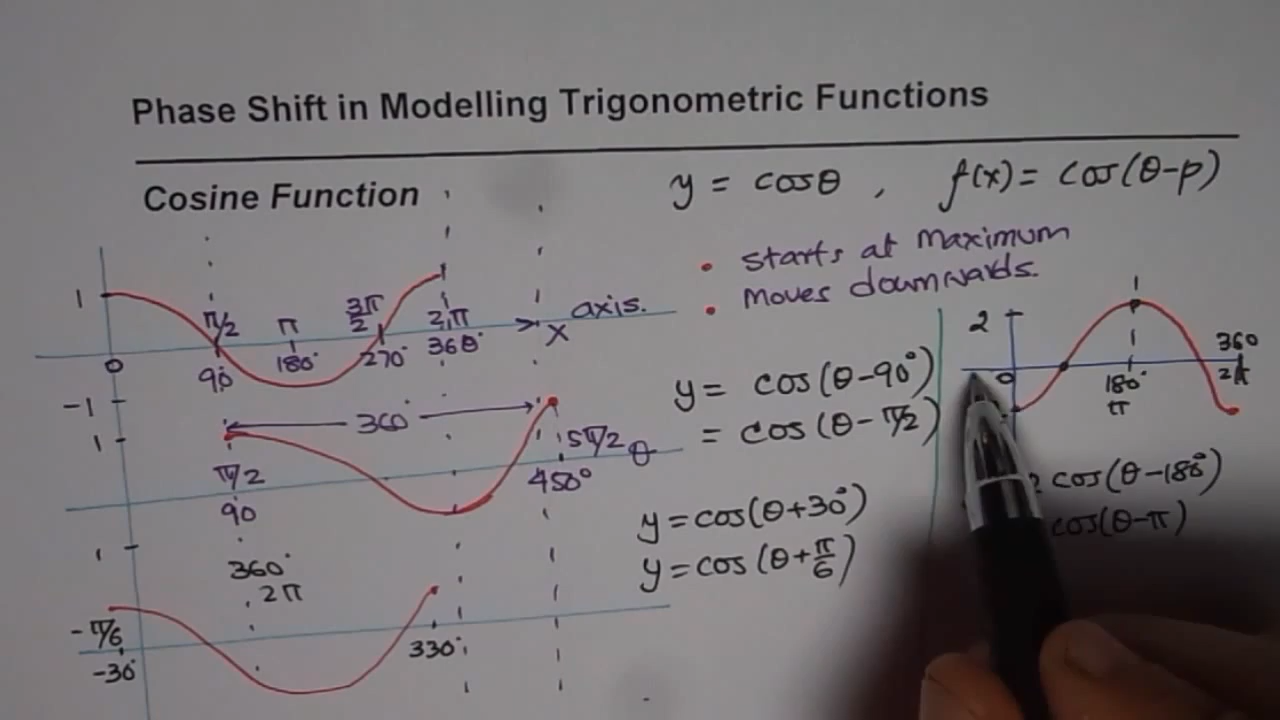 Phase Shift in Modelling Trigonometric Functions
Cosine Function
y = cosθ , f(x) = cos(θ-p)
• starts at Maximum
• Moves downwards.
1
0
-1
π/2
90°
π
180°
3π/2
270°
2π
360°
x axis.
1
360°
π/2
90
5π/2
450°
θ
y = cos(θ-90°)
= cos(θ-π/2)
1
360°
2π
-π/6
-30°
330°
y = cos(θ+30°)
y = cos(θ+π/6)
2
0
180°
π
360
2π
2 cos(θ-180°)
cos(θ-π)